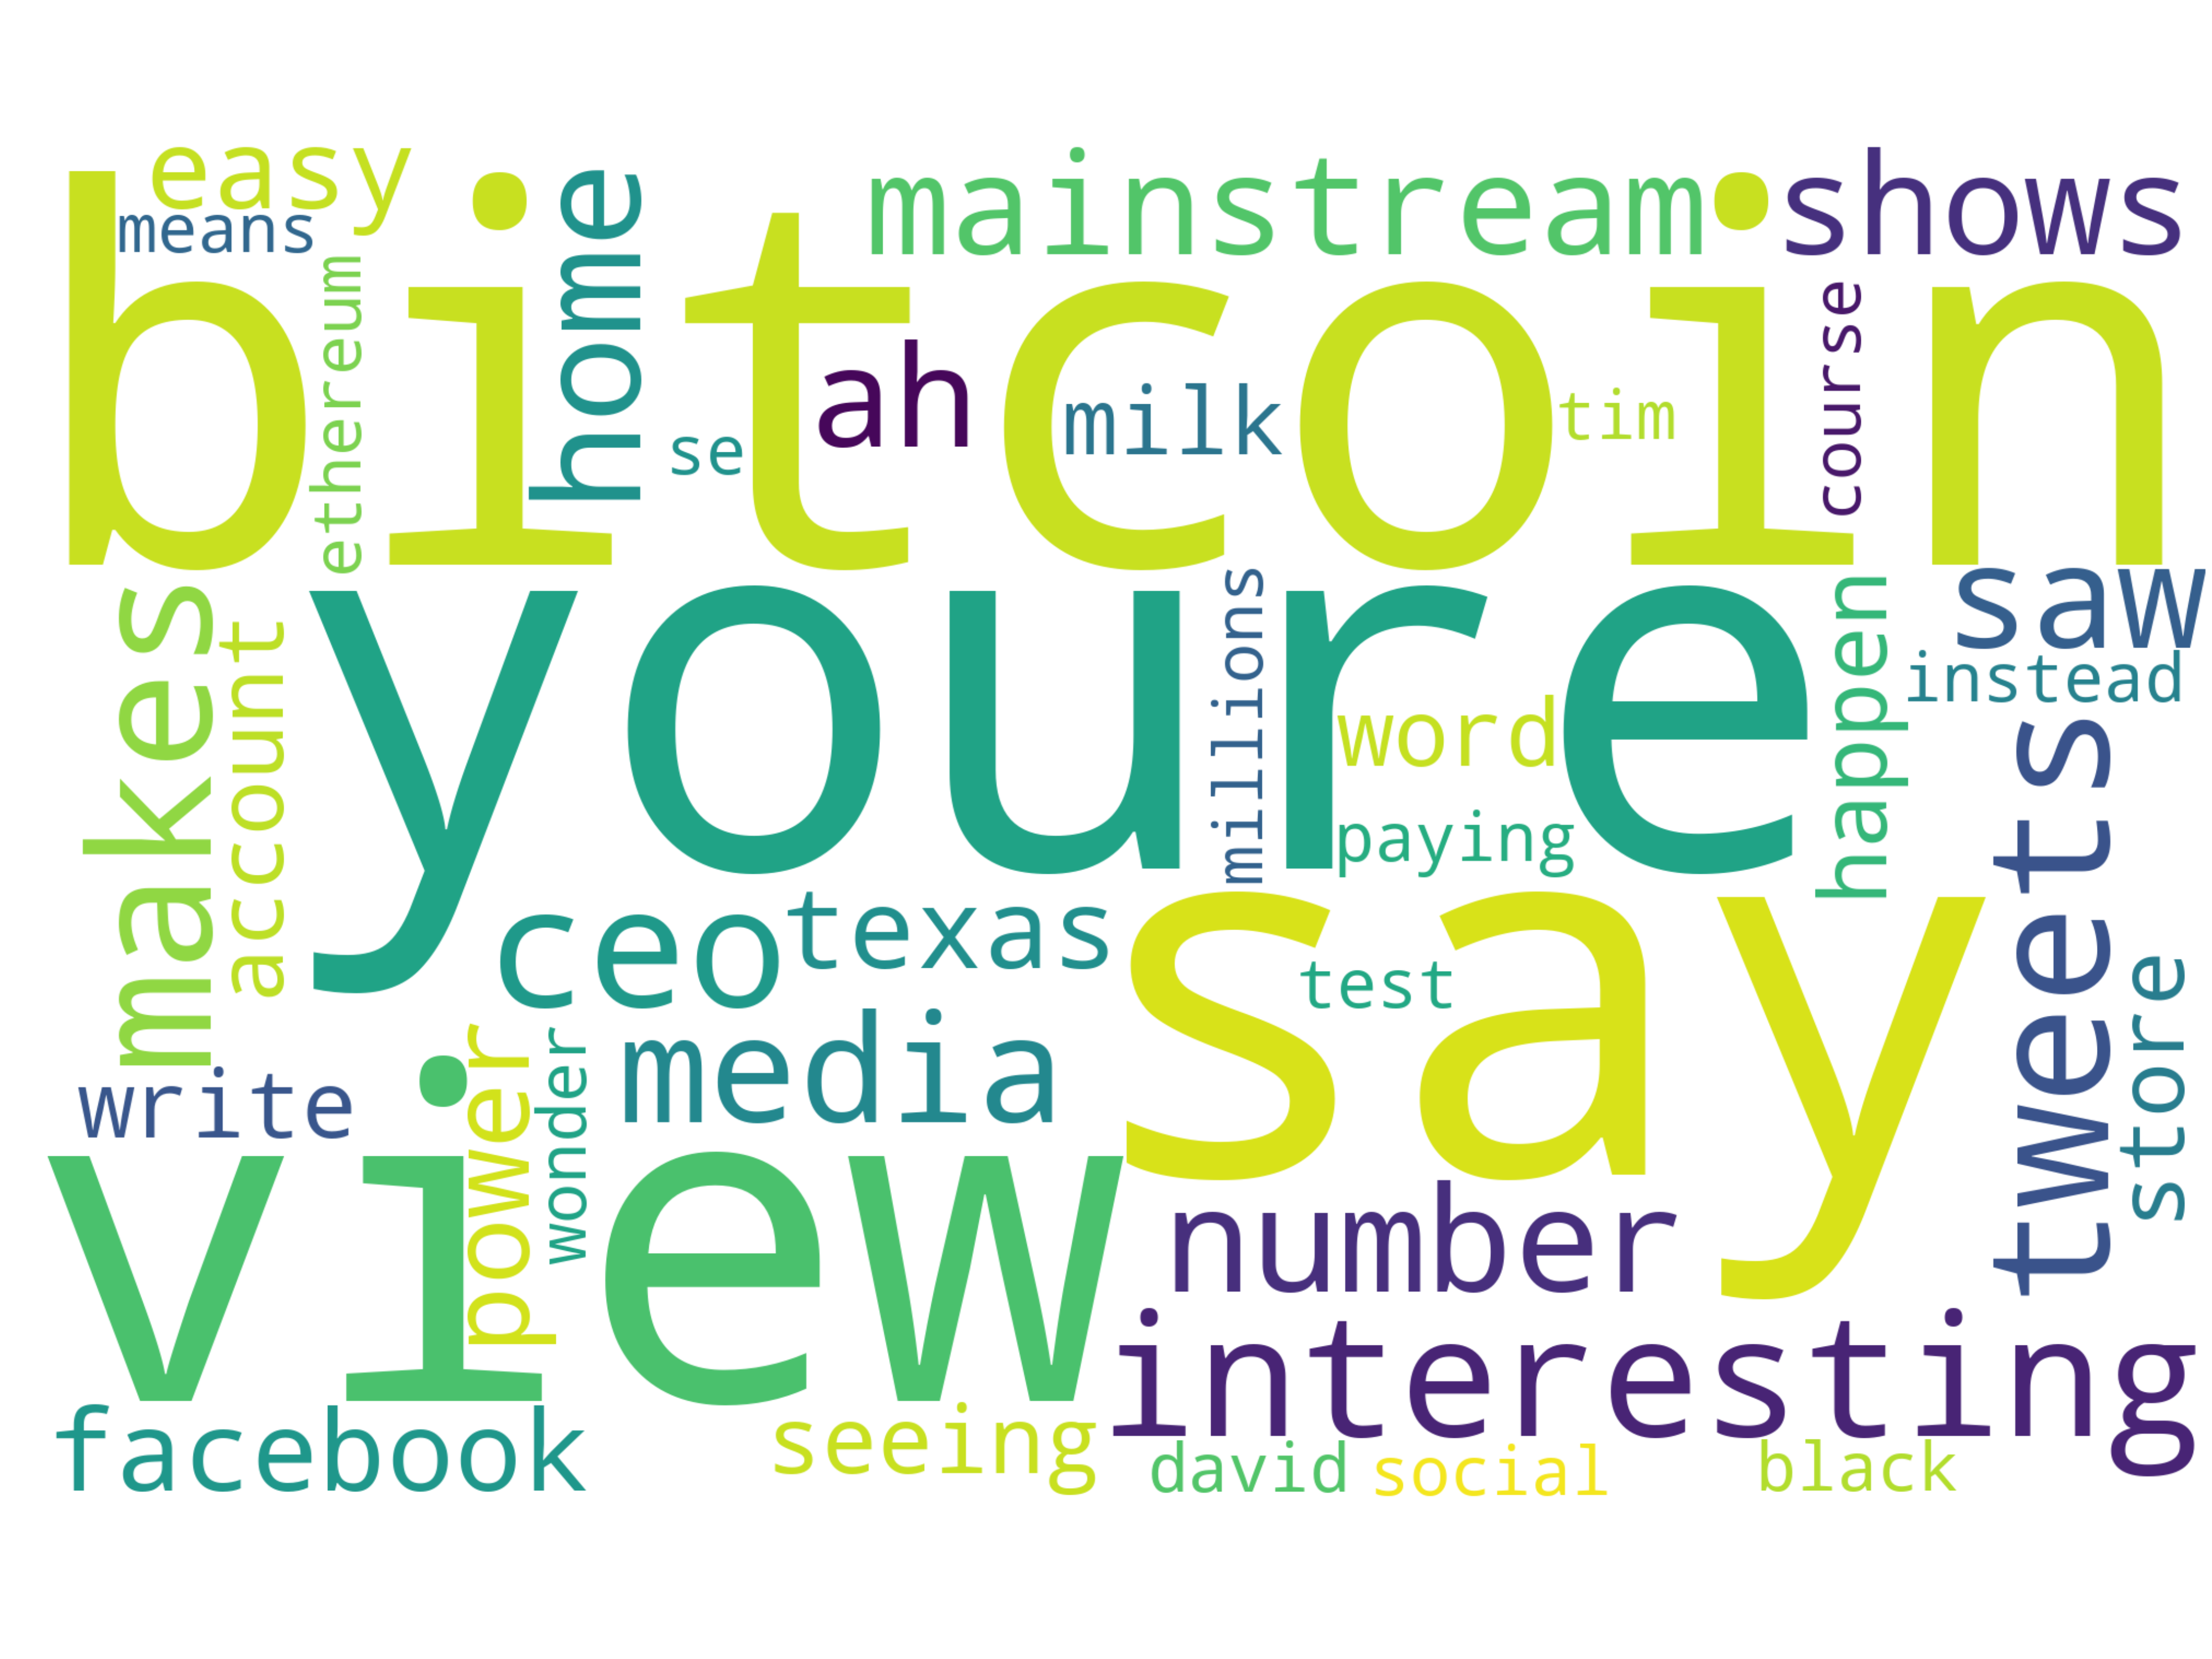 easy
means
mainstream
shows
bitcoin
ethereum
home
se
ah
milk
tim
course
makes
account
youre
millions
word
paying
happen
saw
instead
ceo
texas
say
test
tweets
store
write
power
wonder
media
view
number
interesting
facebook
seeing
david
social
black